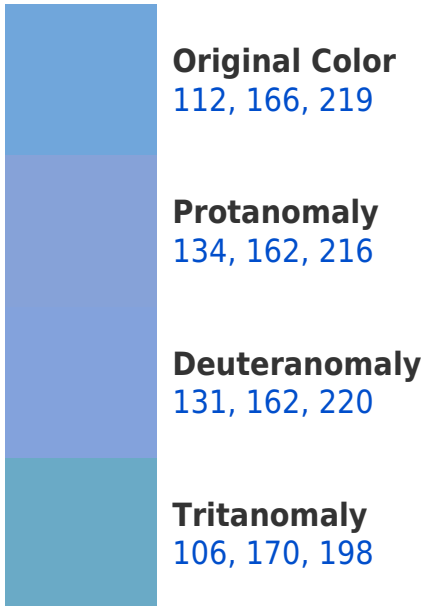 Original Color
112, 166, 219
Protanomaly
134, 162, 216
Deuteranomaly
131, 162, 220
Tritanomaly
106, 170, 198